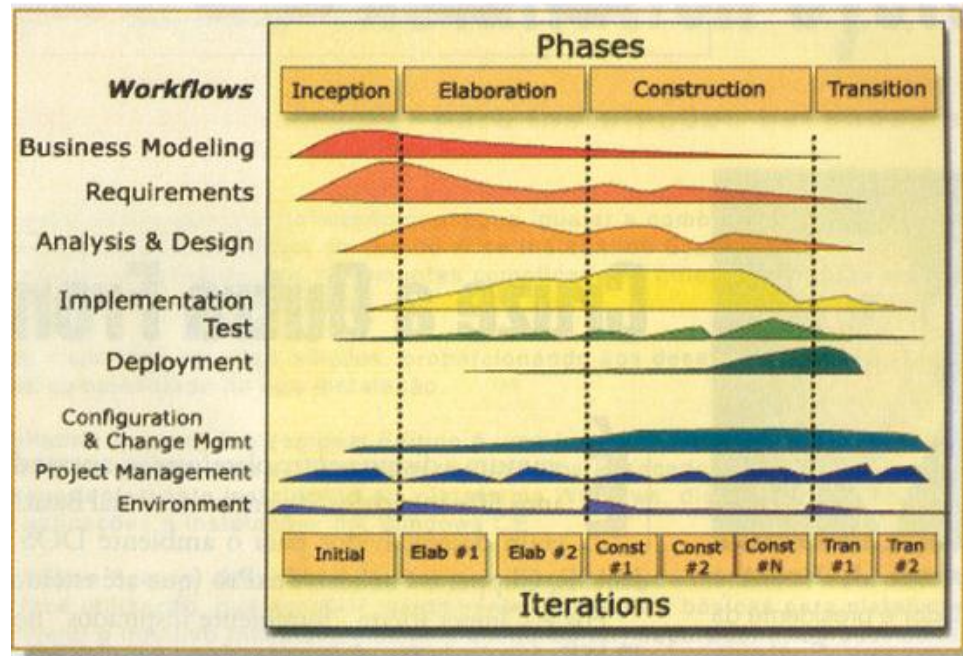 Phases
Workflows
Inception
Elaboration
Construction
Transition
Business Modeling
Requirements
Analysis & Design
Implementation
Test
Deployment
Configuration
& Change Mgmt
Project Management
Environment
Initial
Elab #1
Elab #2
Const
#1
Const
#2
Const
#N
Tran
#1
Tran
#2
Iterations